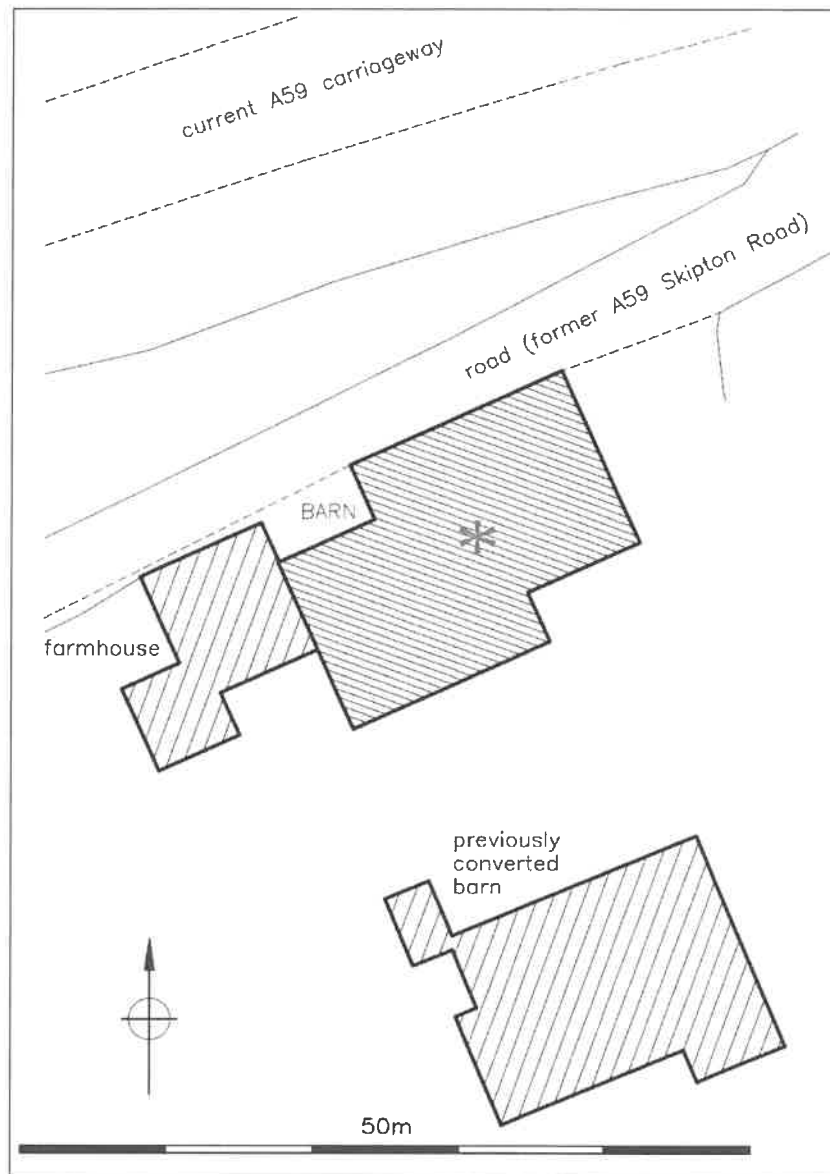 current A59 carriageway
road (former A59 Skipton Road)
BARN
farmhouse
previously
converted
barn
50m